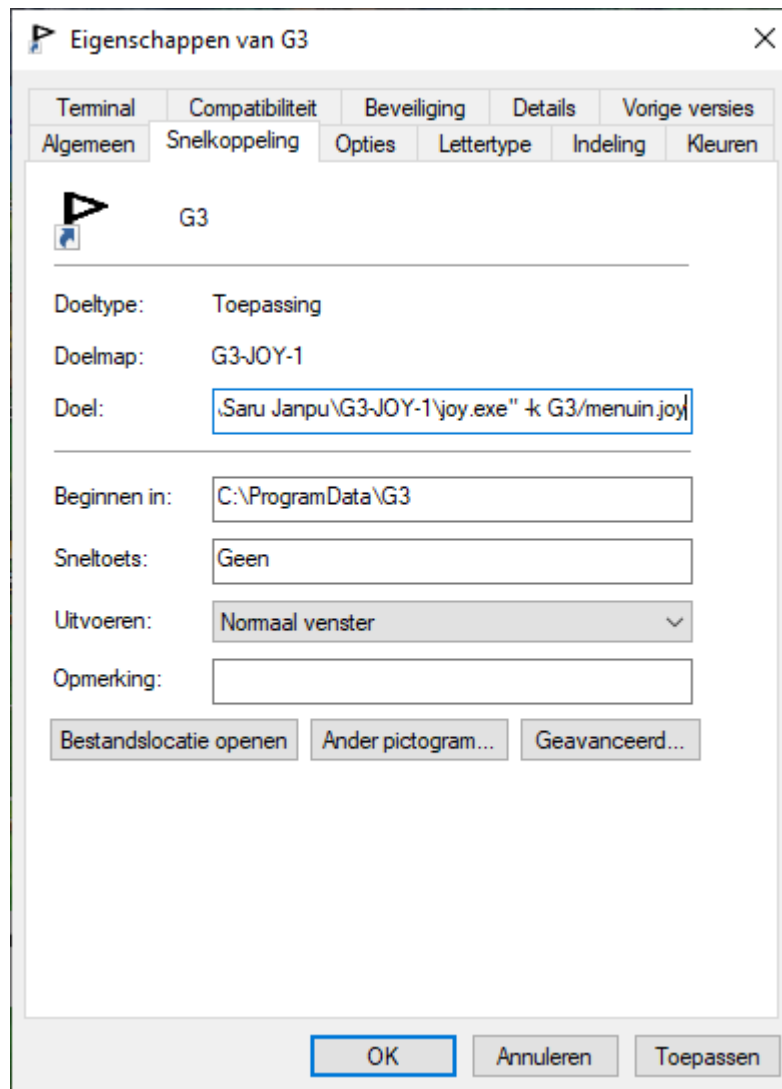 Eigenschappen van G3
Terminal Compatibiliteit Beveiliging Details Vorige versies
Algemeen Snelkoppeling Opties Lettertype Indeling Kleuren
G3
Doeltype: Toepassing
Doelmap: G3-JOY-1
Doel: \Saru Janpu\G3-JOY-1\joy.exe" -k G3/menuin.joy
Beginnen in: C:\ProgramData\G3
Sneltoets: Geen
Uitvoeren: Normaal venster
Opmerking:
Bestandslocatie openen Ander pictogram... Geavanceerd...
OK Annuleren Toepassen